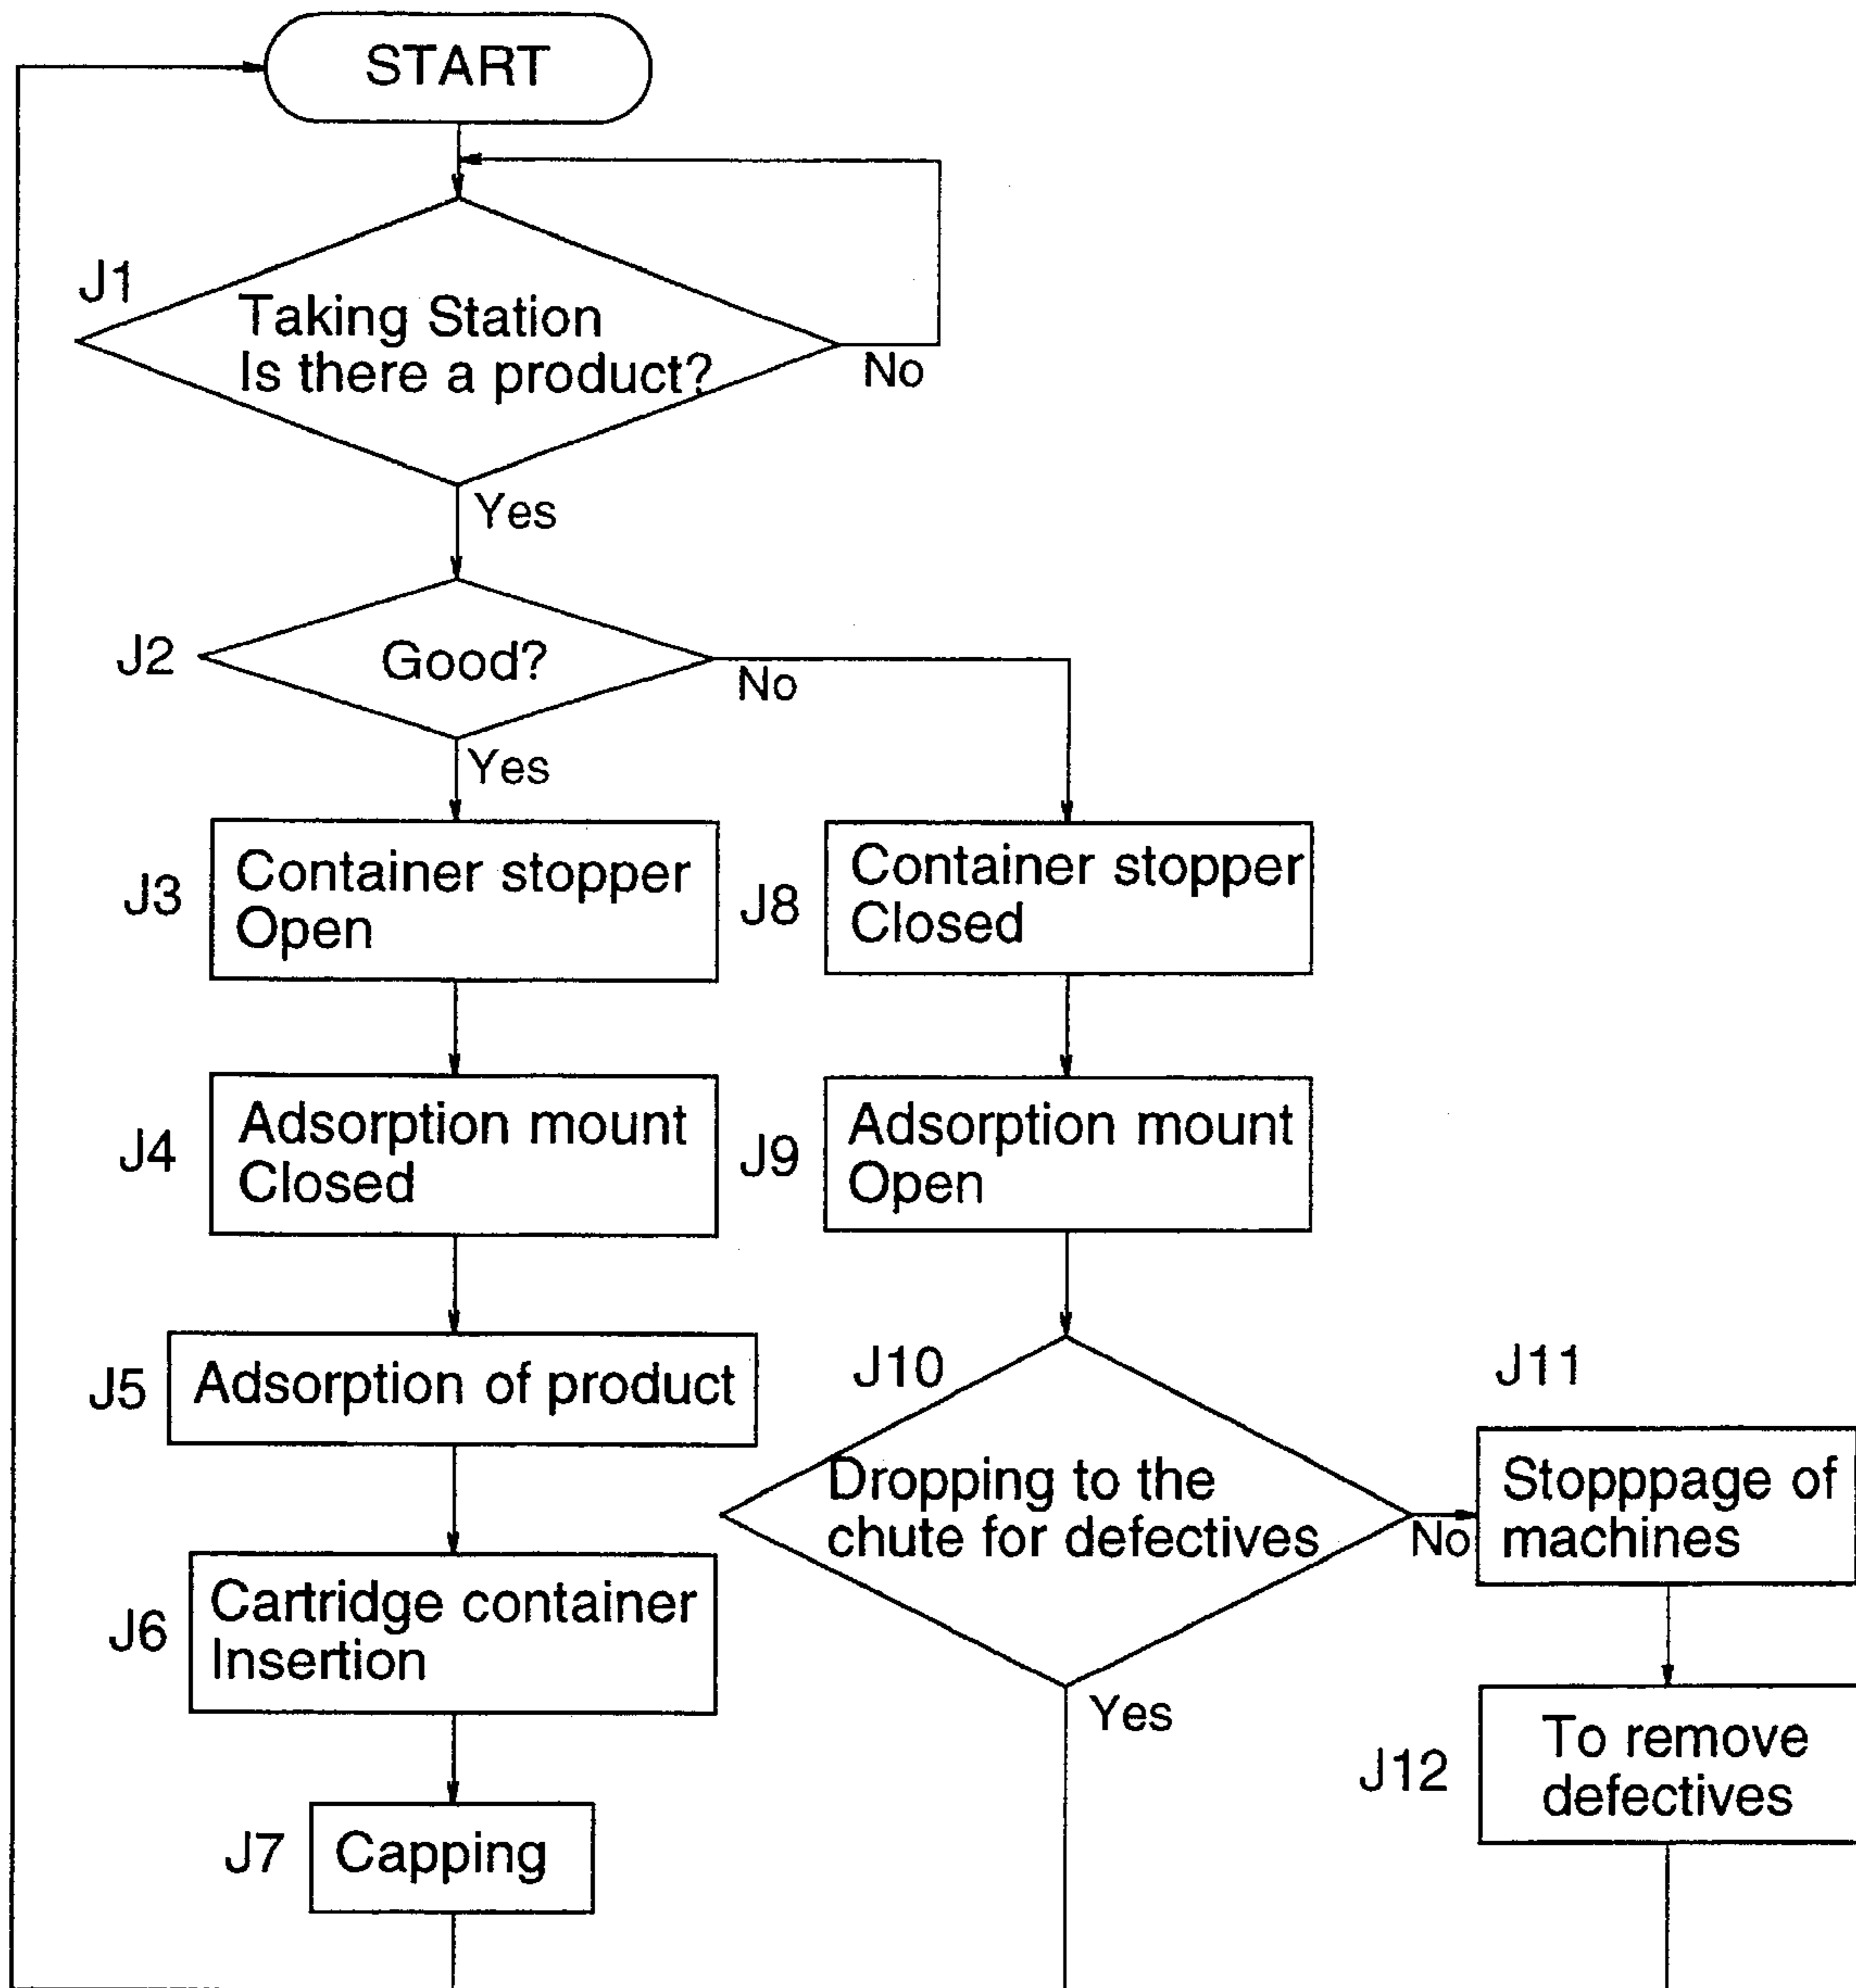 START
J1
Taking Station
Is there a product?
No
Yes
J2
Good?
No
Yes
J3
Container stopper
Open
J8
Container stopper
Closed
J4
Adsorption mount
Closed
J9
Adsorption mount
Open
J5
Adsorption of product
J10
Dropping to the
chute for defectives
No
Yes
J11
Stopppage of
machines
J6
Cartridge container
Insertion
J12
To remove
defectives
J7
Capping